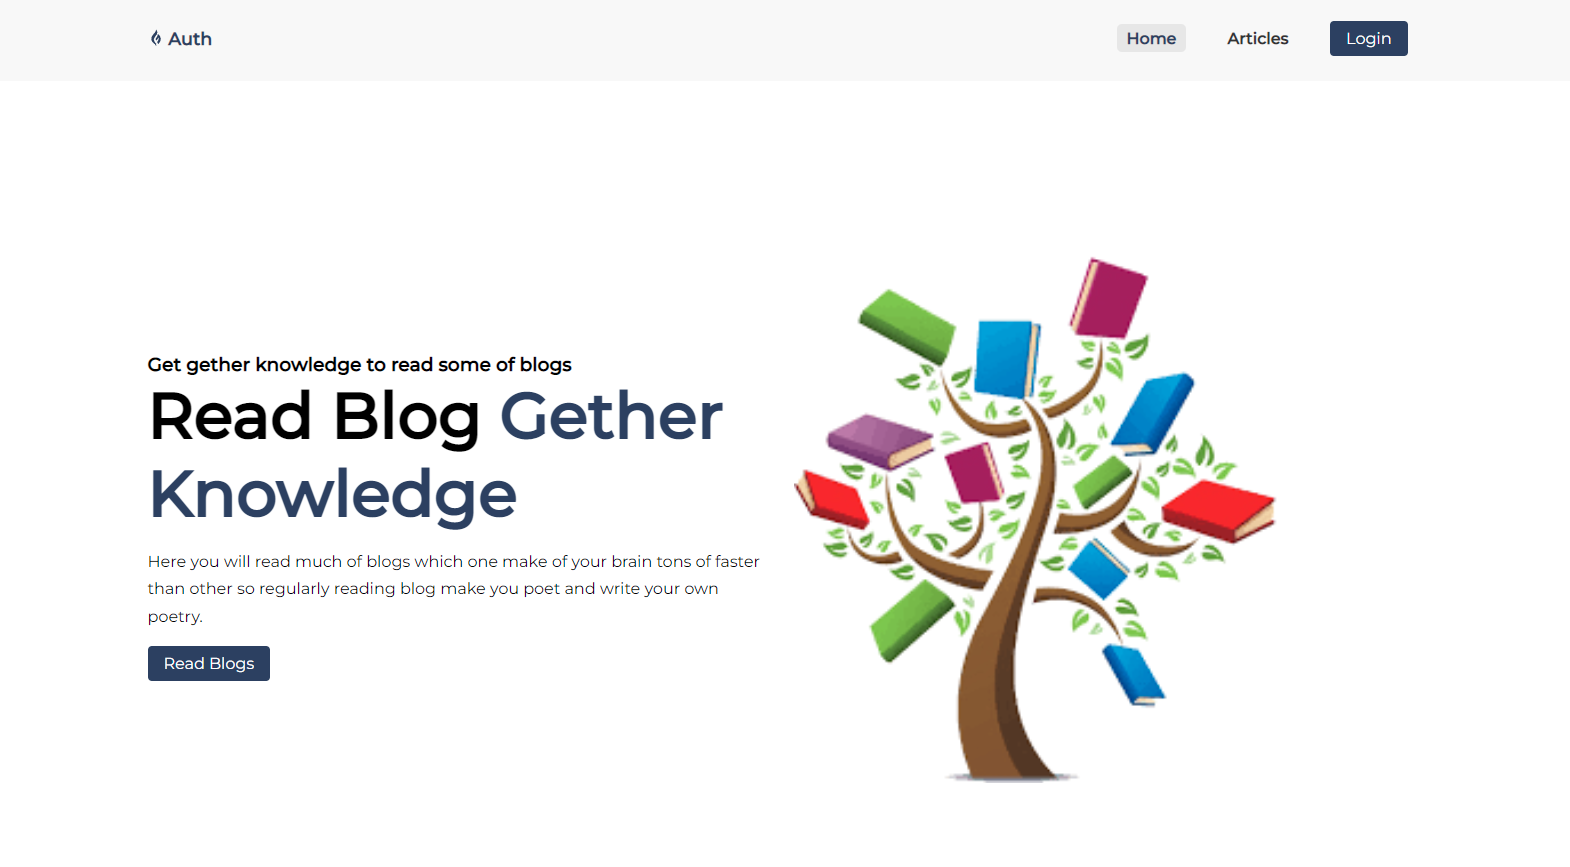 Auth
Home
Articles
Login
Get gether knowledge to read some of blogs
Read Blog Gether
Knowledge
Here you will read much of blogs which one make of your brain tons of faster
than other so regularly reading blog make you poet and write your own
poetry.
Read Blogs